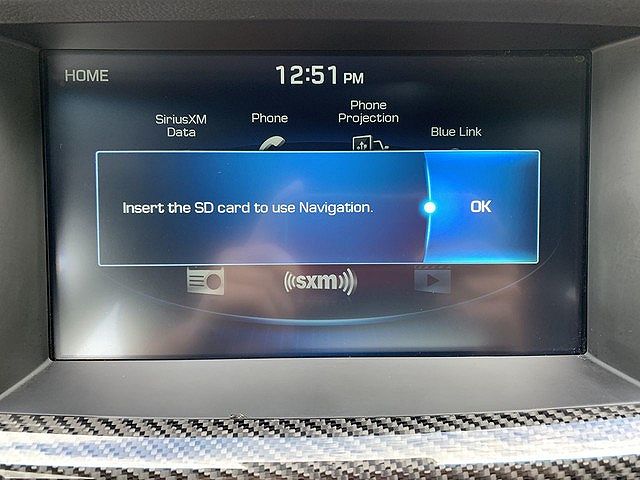 HOME
12:51 PM
SiriusXM
Data
Phone
Phone
Projection
Blue Link
Insert the SD card to use Navigation.
OK
sxm